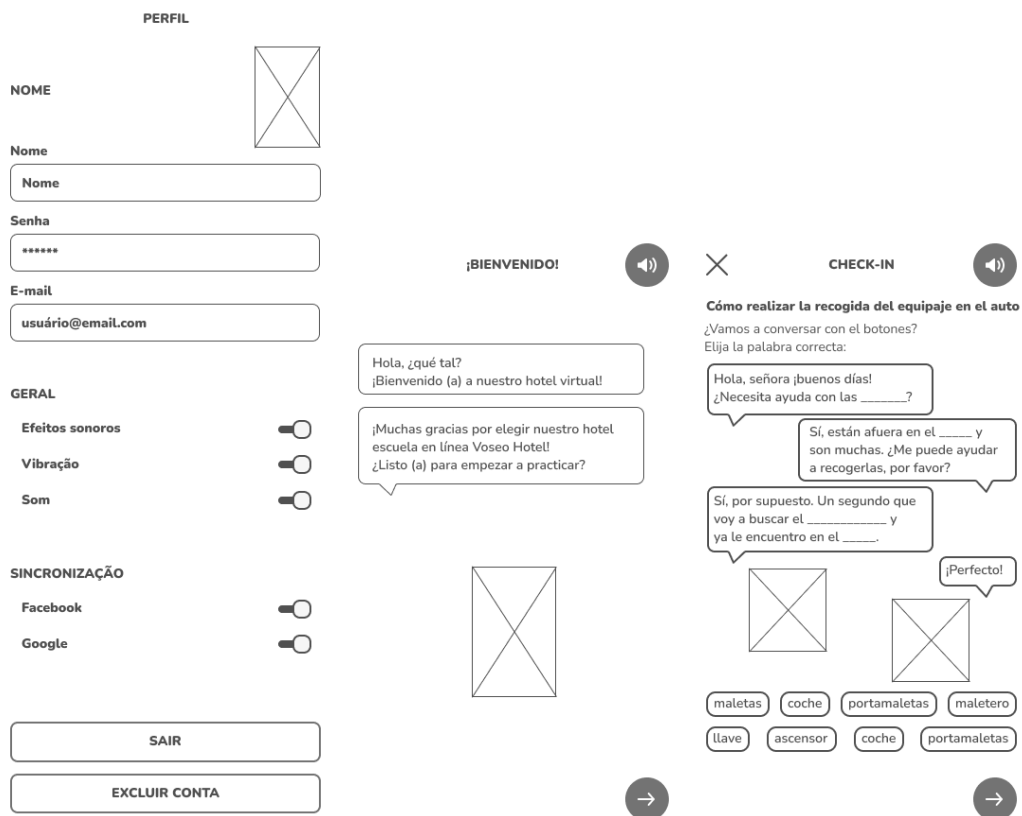 PERFIL
NOME
Nome
Nome
Senha
******
E-mail
usuário@email.com
GERAL
Efeitos sonoros
Vibração
Som
SINCRONIZAÇÃO
Facebook
Google
SAIR
EXCLUIR CONTA
¡BIENVENIDO!
Hola, ¿qué tal?
¡Bienvenido (a) a nuestro hotel virtual!
¡Muchas gracias por elegir nuestro hotel
escuela en línea Voseo Hotel!
¿Listo (a) para empezar a practicar?
CHECK-IN
Cómo realizar la recogida del equipaje en el auto
¿Vamos a conversar con el botones?
Elija la palabra correcta:
Hola, señora ¡buenos días!
¿Necesita ayuda con las _______?
Sí, están afuera en el _____ y
son muchas. ¿Me puede ayudar
a recogerlas, por favor?
Sí, por supuesto. Un segundo que
voy a buscar el ____________ y
ya le encuentro en el _____.
¡Perfecto!
maletas coche portamaletas maletero
llave ascensor coche portamaletas